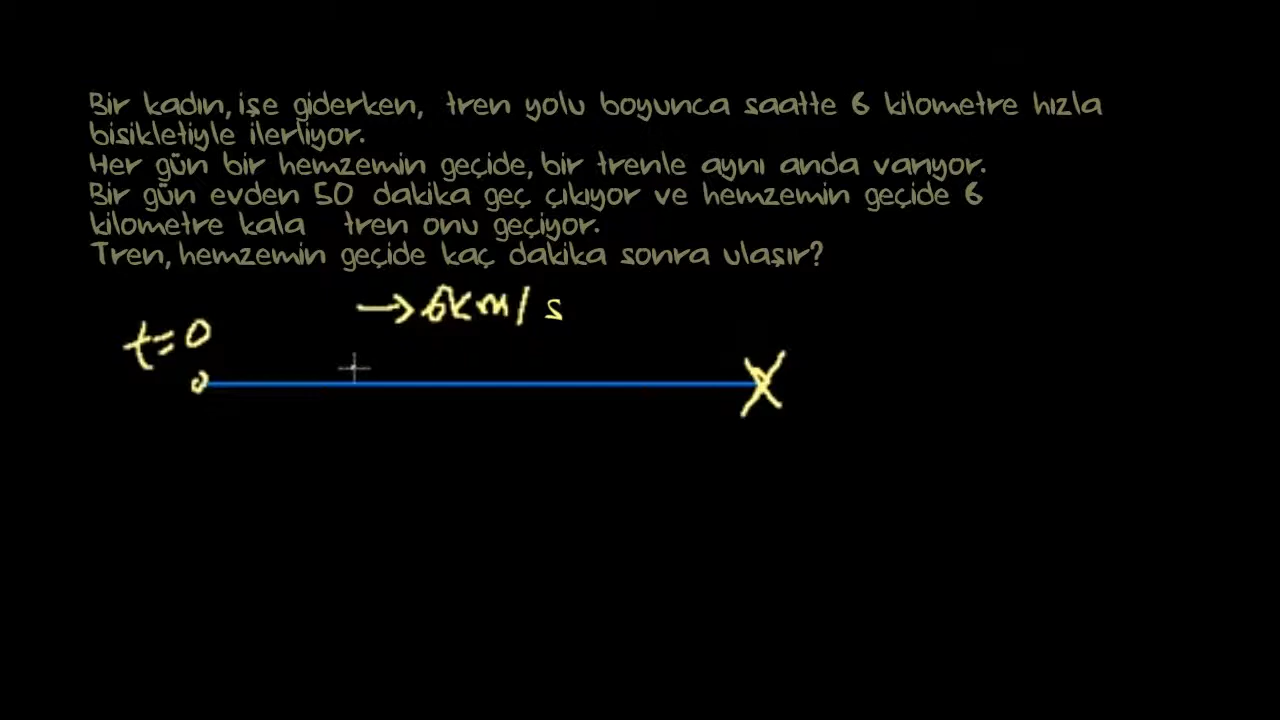 Bir kadın, işe giderken, tren yolu boyunca saatte 6 kilometre hızla
bisikletiyle ilerliyor.
Her gün bir hemzemin geçide, bir trenle aynı anda varıyor.
Bir gün evden 50 dakika geç çıkıyor ve hemzemin geçide 6
kilometre kala tren onu geçiyor.
Tren, hemzemin geçide kaç dakika sonra ulaşır?
→ 6km/s
t=0